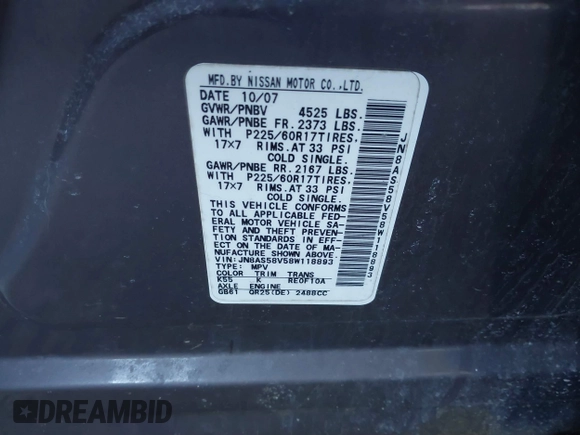 MFD.BY NISSAN MOTOR CO.,LTD.
DATE 10/07
GVWR/PNBV 4525 LBS.
GAWR/PNBE FR. 2373 LBS.
WITH P225/60R17TIRES.
17x7 RIMS.AT 33 PSI
COLD SINGLE.
GAWR/PNBE RR. 2167 LBS.
WITH P225/60R17TIRES.
17x7 RIMS.AT 33 PSI
COLD SINGLE.
THIS VEHICLE CONFORMS
TO ALL APPLICABLE FED-
ERAL MOTOR VEHICLE SA-
FETY AND THEFT PREVEN-
TION STANDARDS IN EFF-
ECT ON THE DATE OF MA-
NUFACTURE SHOWN ABOVE.
VIN:JN8AS58V58W118893
TYPE: MPV
COLOR TRIM TRANS
K55 K RE0F10A
AXLE ENGINE
GB61 QR25(DE) 2488CC
JN8AS58V58W118893
DREAMBID